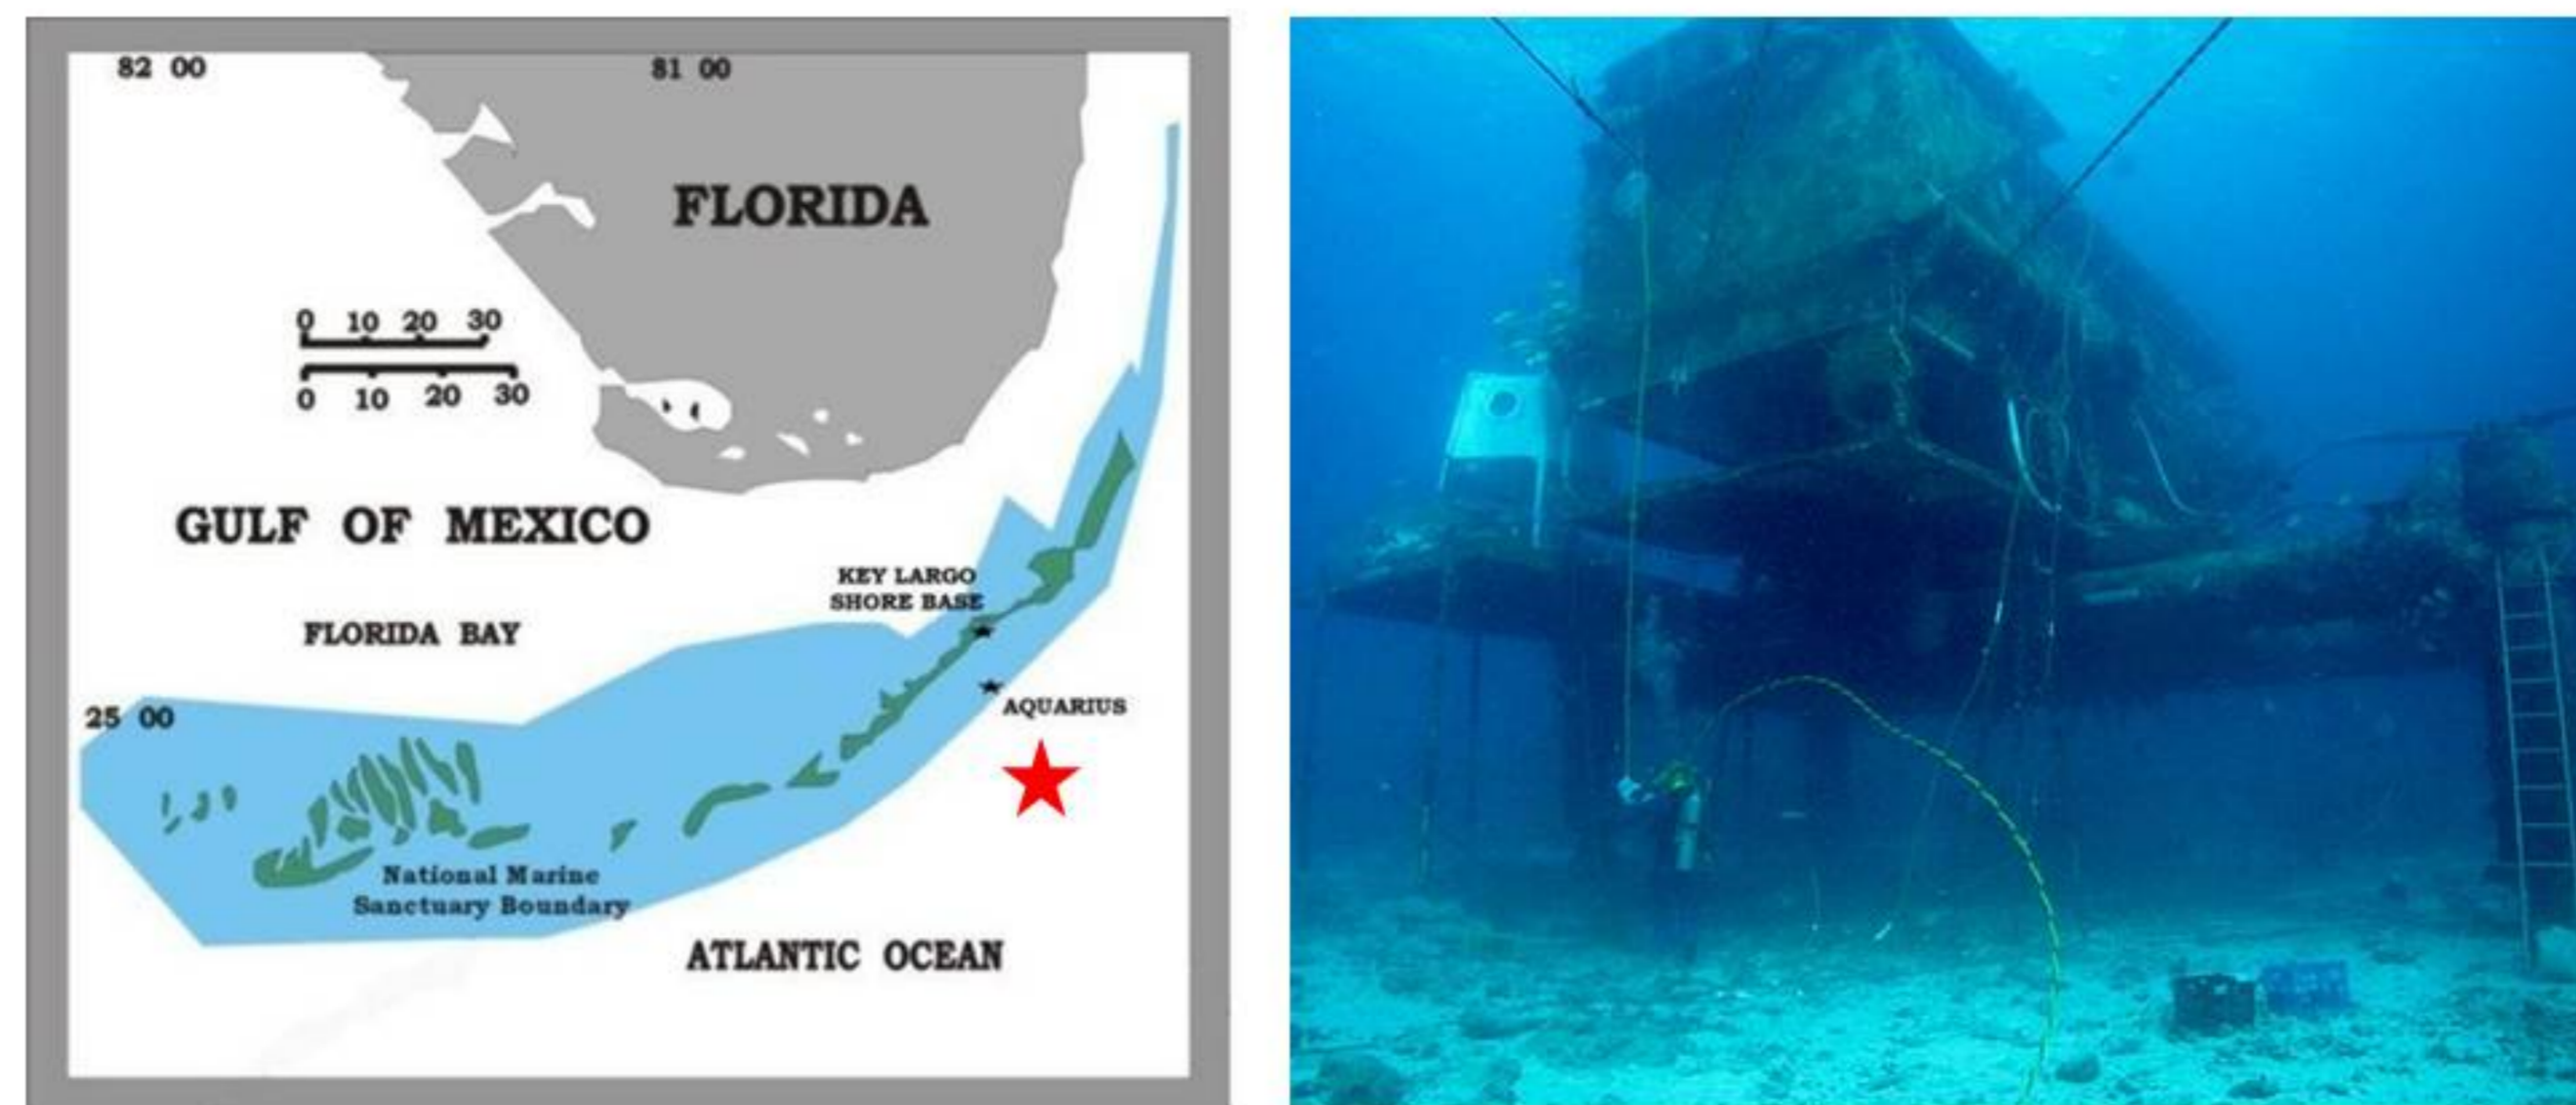 82 00
81 00
FLORIDA
0 10 20 30
0 10 20 30
GULF OF MEXICO
KEY LARGO
SHORE BASE
FLORIDA BAY
AQUARIUS
25 00
National Marine
Sanctuary Boundary
ATLANTIC OCEAN